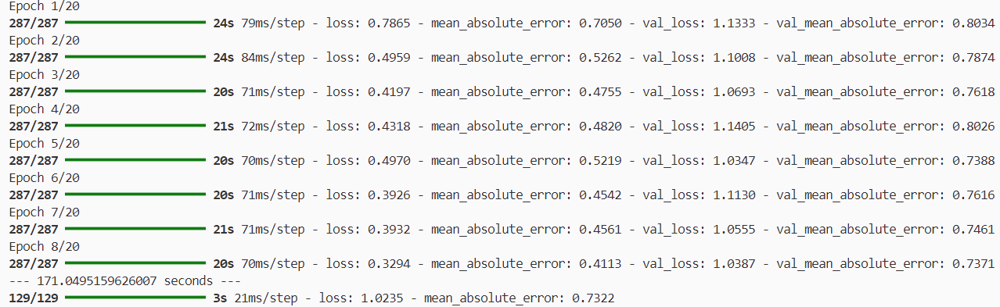 Epoch 1/20
287/287 24s 79ms/step - loss: 0.7865 - mean_absolute_error: 0.7050 - val_loss: 1.1333 - val_mean_absolute_error: 0.8034
Epoch 2/20
287/287 24s 84ms/step - loss: 0.4959 - mean_absolute_error: 0.5262 - val_loss: 1.1008 - val_mean_absolute_error: 0.7874
Epoch 3/20
287/287 20s 71ms/step - loss: 0.4197 - mean_absolute_error: 0.4755 - val_loss: 1.0693 - val_mean_absolute_error: 0.7618
Epoch 4/20
287/287 21s 72ms/step - loss: 0.4318 - mean_absolute_error: 0.4820 - val_loss: 1.1405 - val_mean_absolute_error: 0.8026
Epoch 5/20
287/287 20s 70ms/step - loss: 0.4970 - mean_absolute_error: 0.5219 - val_loss: 1.0347 - val_mean_absolute_error: 0.7388
Epoch 6/20
287/287 20s 71ms/step - loss: 0.3926 - mean_absolute_error: 0.4542 - val_loss: 1.1130 - val_mean_absolute_error: 0.7616
Epoch 7/20
287/287 21s 71ms/step - loss: 0.3932 - mean_absolute_error: 0.4561 - val_loss: 1.0555 - val_mean_absolute_error: 0.7461
Epoch 8/20
287/287 20s 70ms/step - loss: 0.3294 - mean_absolute_error: 0.4113 - val_loss: 1.0387 - val_mean_absolute_error: 0.7371
--- 171.0495159626007 seconds ---
129/129 3s 21ms/step - loss: 1.0235 - mean_absolute_error: 0.7322